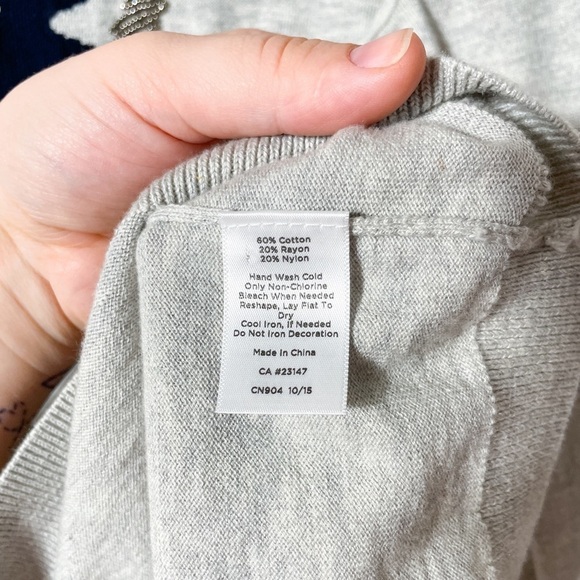 60% Cotton
20% Rayon
20% Nylon
Hand Wash Cold
Only Non-Chlorine
Bleach When Needed
Reshape, Lay Flat To
Dry
Cool Iron, If Needed
Do Not Iron Decoration
Made In China
CA #23147
CN904 10/15